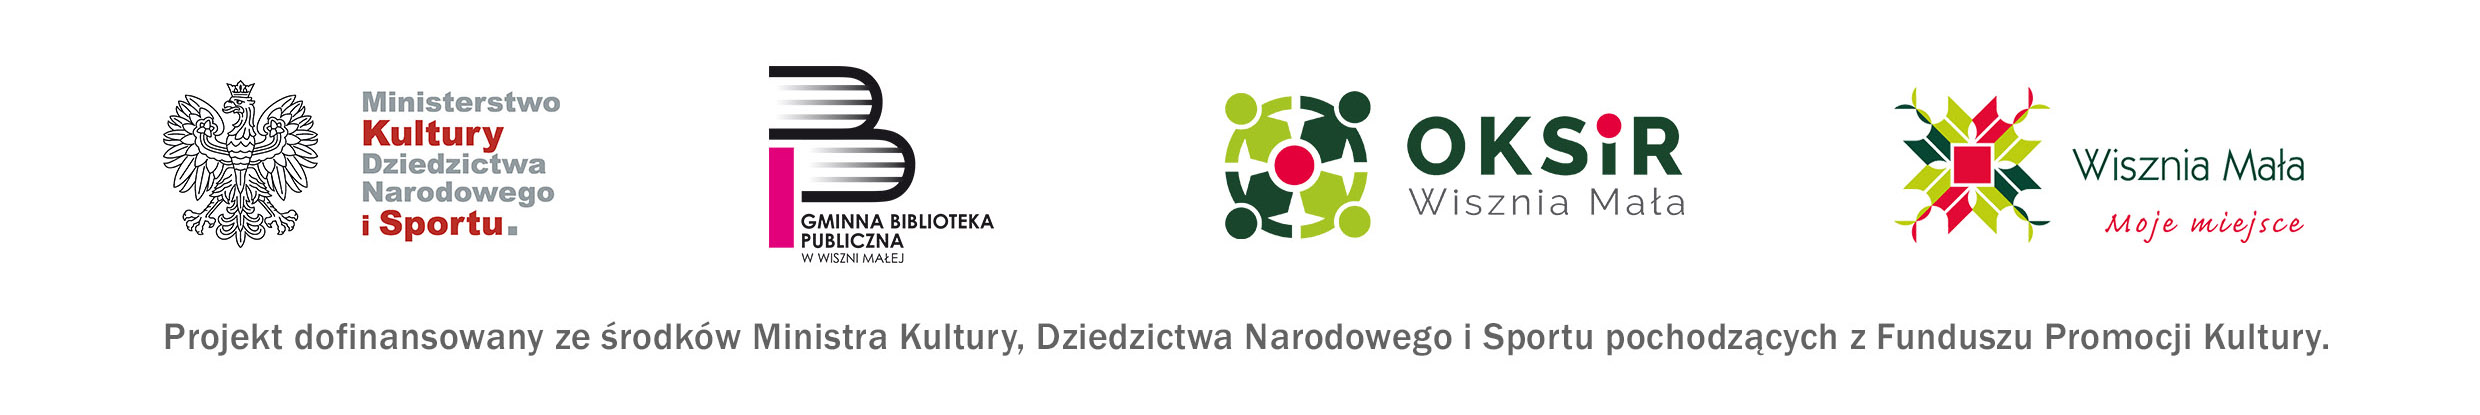 Ministerstwo
Kultury
Dziedzictwa
Narodowego
i Sportu.
GMINNA BIBLIOTEKA
PUBLICZNA
W WISZNI MAŁEJ
OKSiR
Wisznia Mała
Wisznia Mała
Moje miejsce
Projekt dofinansowany ze środków Ministra Kultury, Dziedzictwa Narodowego i Sportu pochodzących z Funduszu Promocji Kultury.